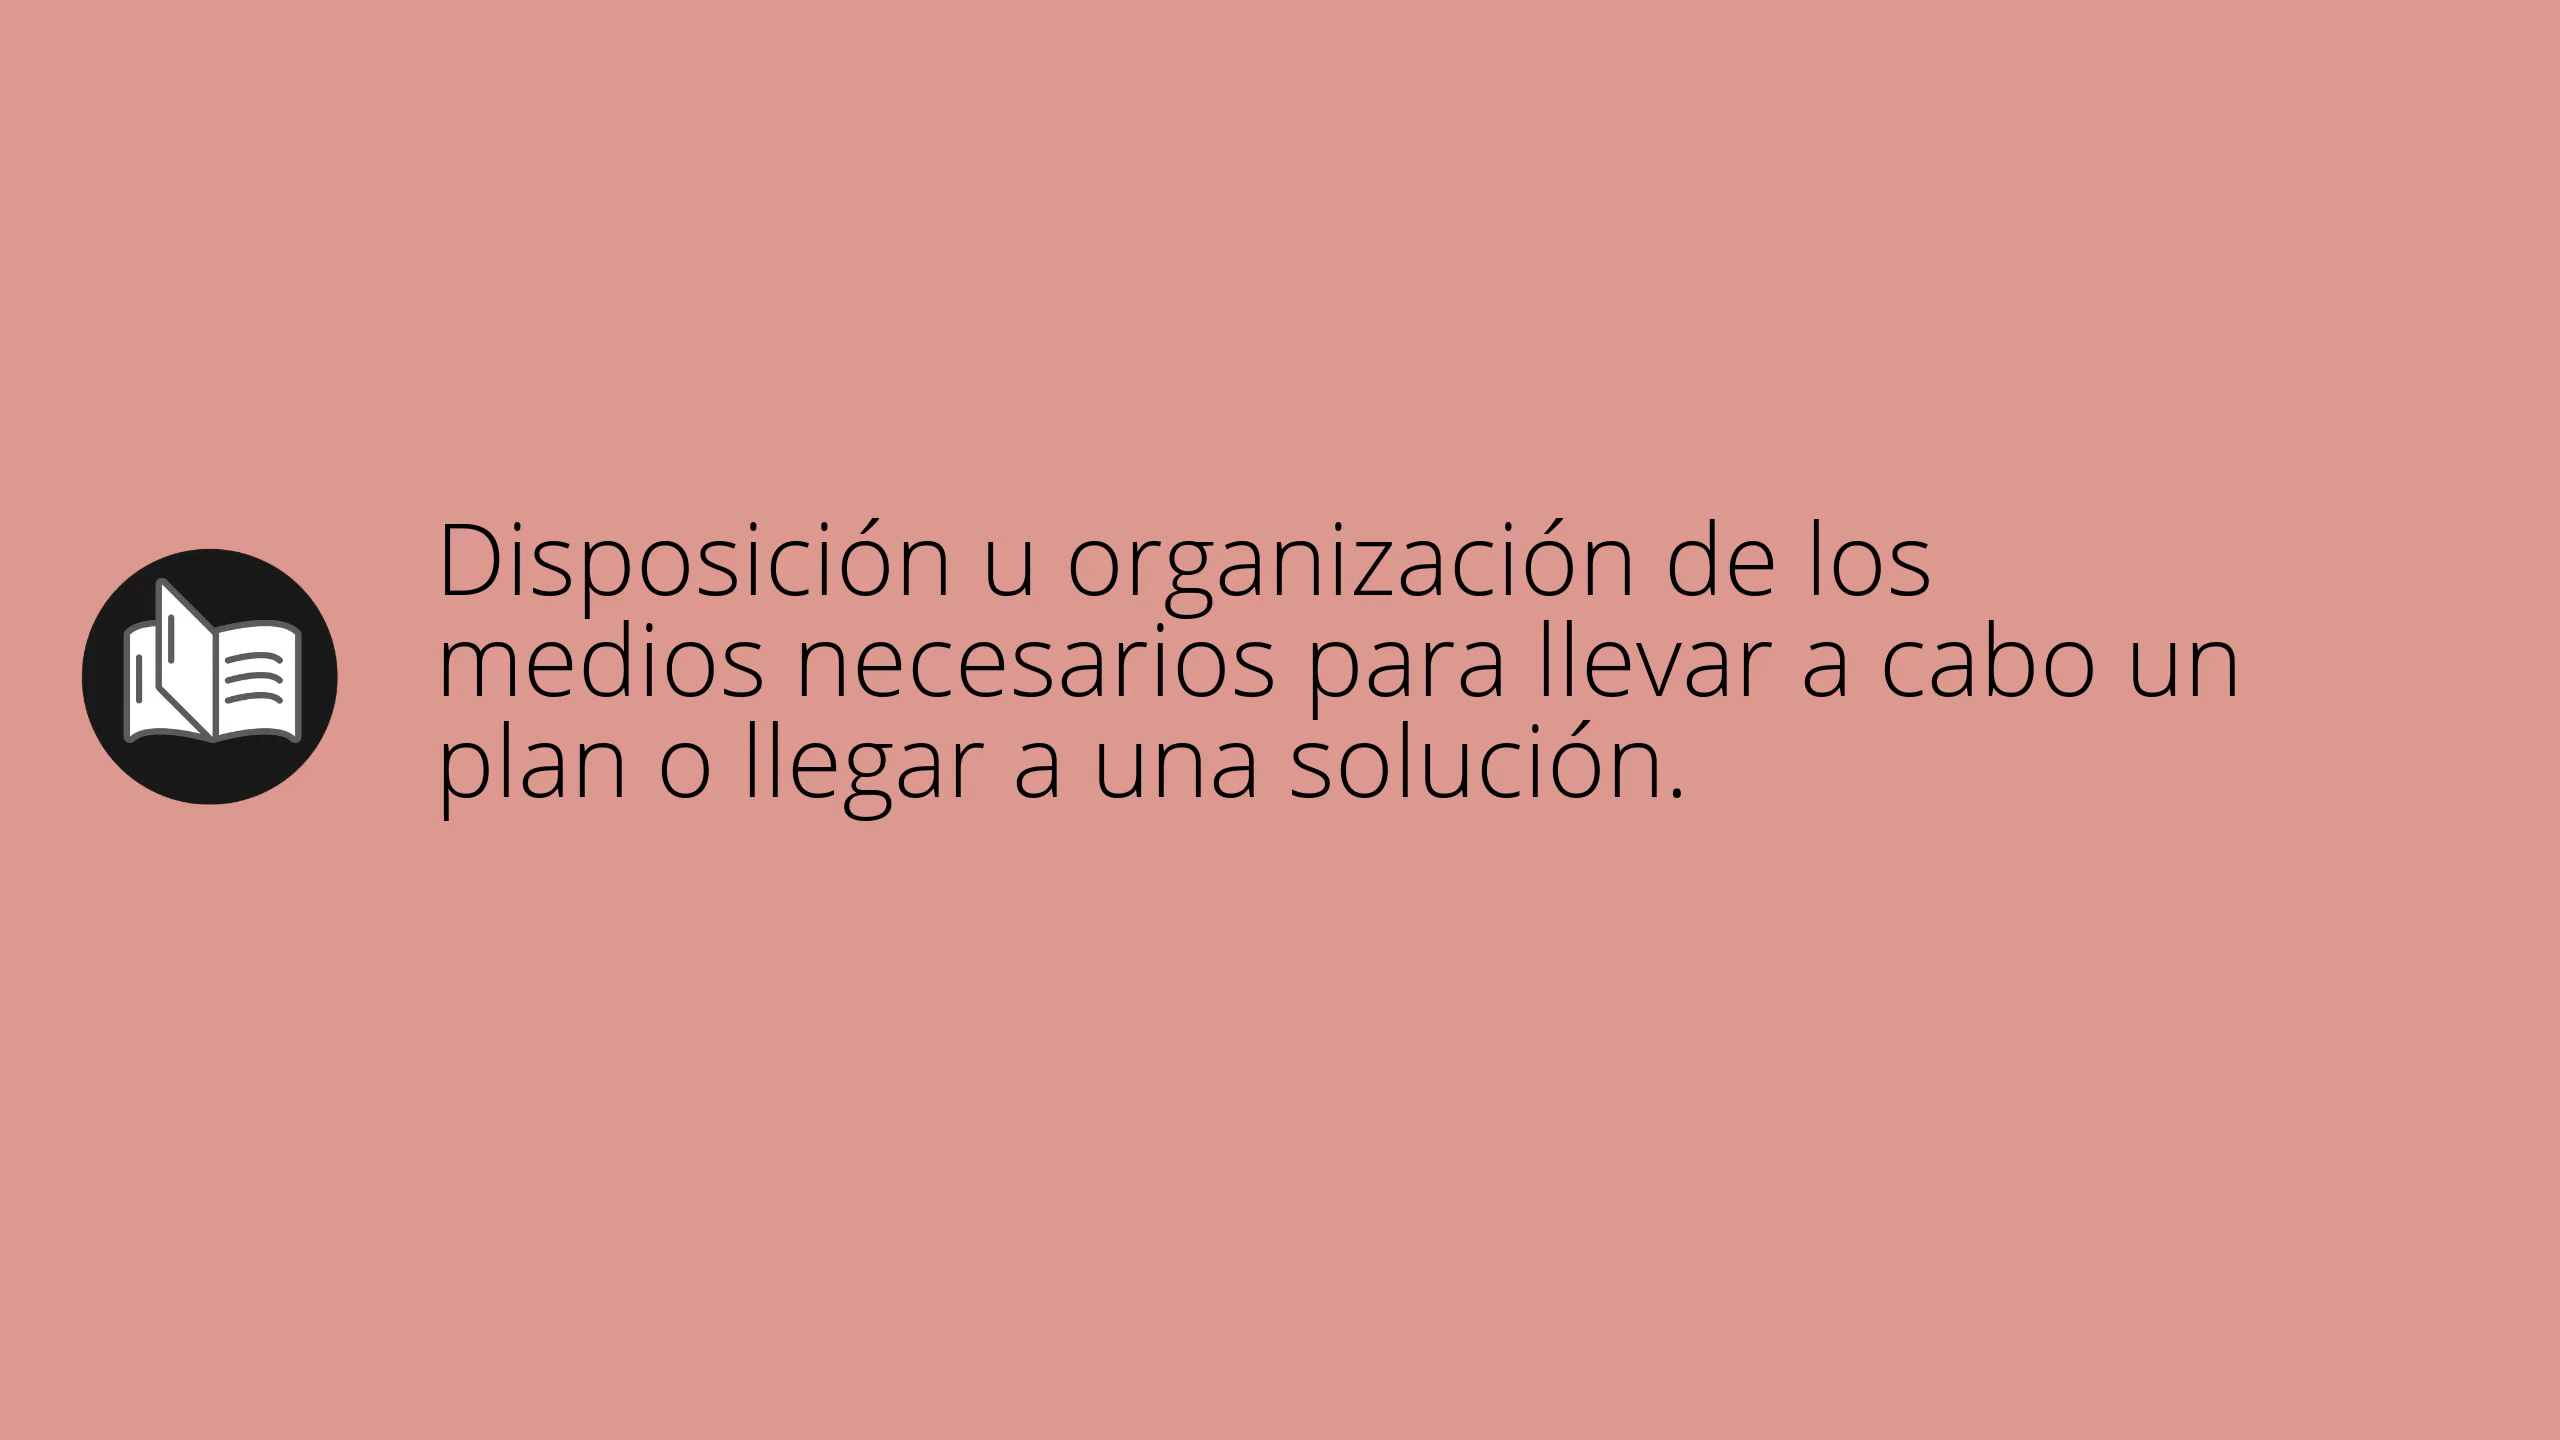 Disposición u organización de los
medios necesarios para llevar a cabo un
plan o llegar a una solución.